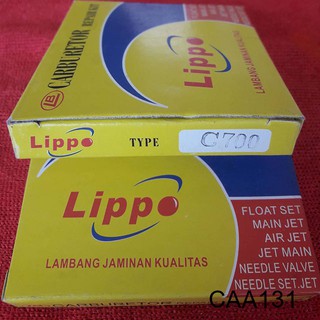 CARBURETOR
REPAIR KIT
Lippo
LAMBANG JAMINAN KUALITAS
Lippo
TYPE
C700
Lippo
LAMBANG JAMINAN KUALITAS
FLOAT SET
MAIN JET
AIR JET
JET MAIN
NEEDLE VALVE
NEEDLE SET.JET
CAA131
CARBURETOR